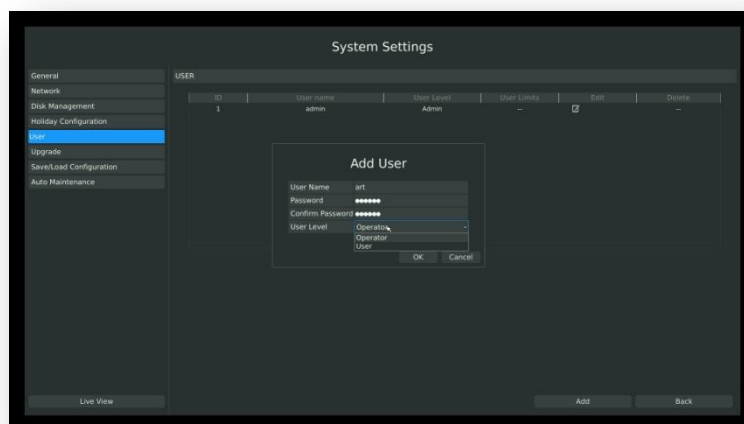 System Settings
General
Network
Disk Management
Holiday Configuration
User
Upgrade
Save/Load Configuration
Auto Maintenance
Live View
USER
ID User name User Level User Limits Edit Delete
1 admin Admin -- --
Add User
User Name art
Password ●●●●●●
Confirm Password ●●●●●●
User Level Operator
Operator
User
OK Cancel
Add Back